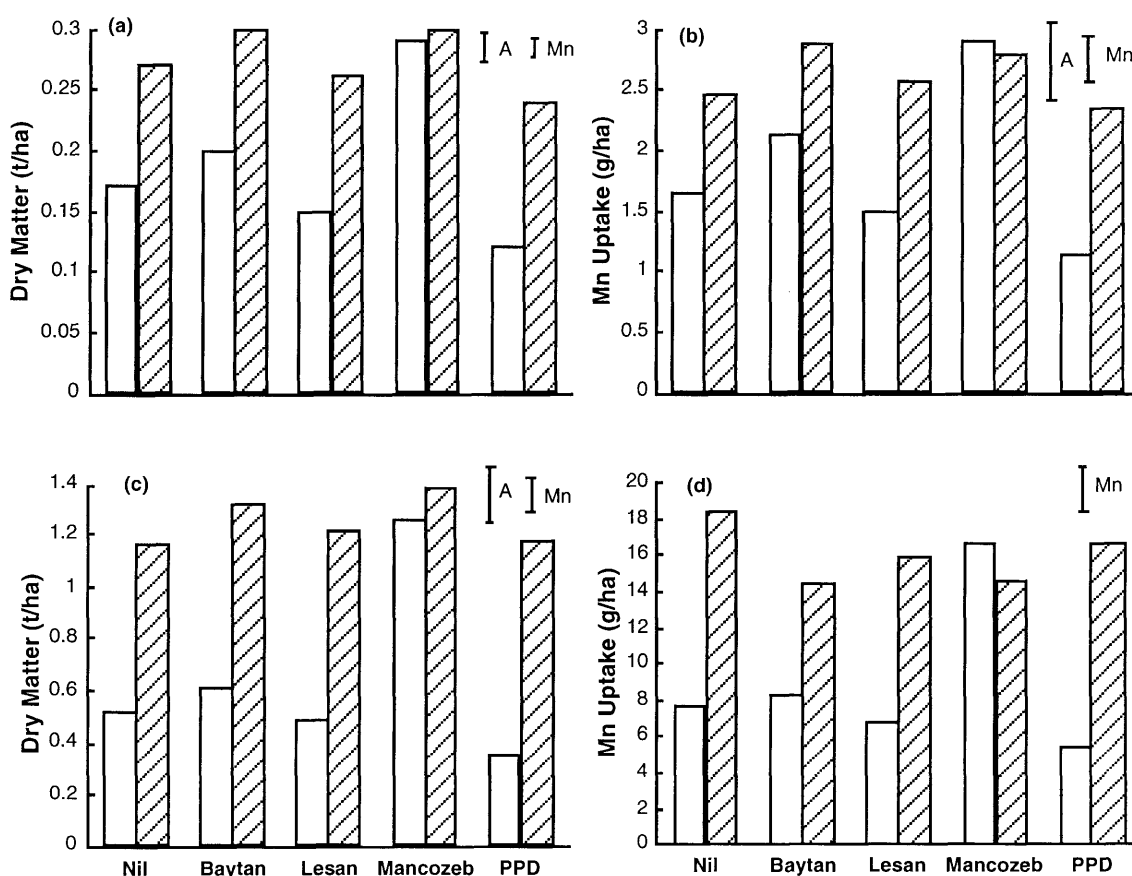 (a)
A
Mn
Dry Matter (t/ha)
0.3
0.25
0.2
0.15
0.1
0.05
0
(b)
A
Mn
Mn Uptake (g/ha)
3
2.5
2
1.5
1
0.5
0
(c)
A
Mn
Dry Matter (t/ha)
1.4
1.2
1
0.8
0.6
0.4
0.2
0
Nil Baytan Lesan Mancozeb PPD
(d)
Mn
Mn Uptake (g/ha)
20
18
16
14
12
10
8
6
4
2
0
Nil Baytan Lesan Mancozeb PPD